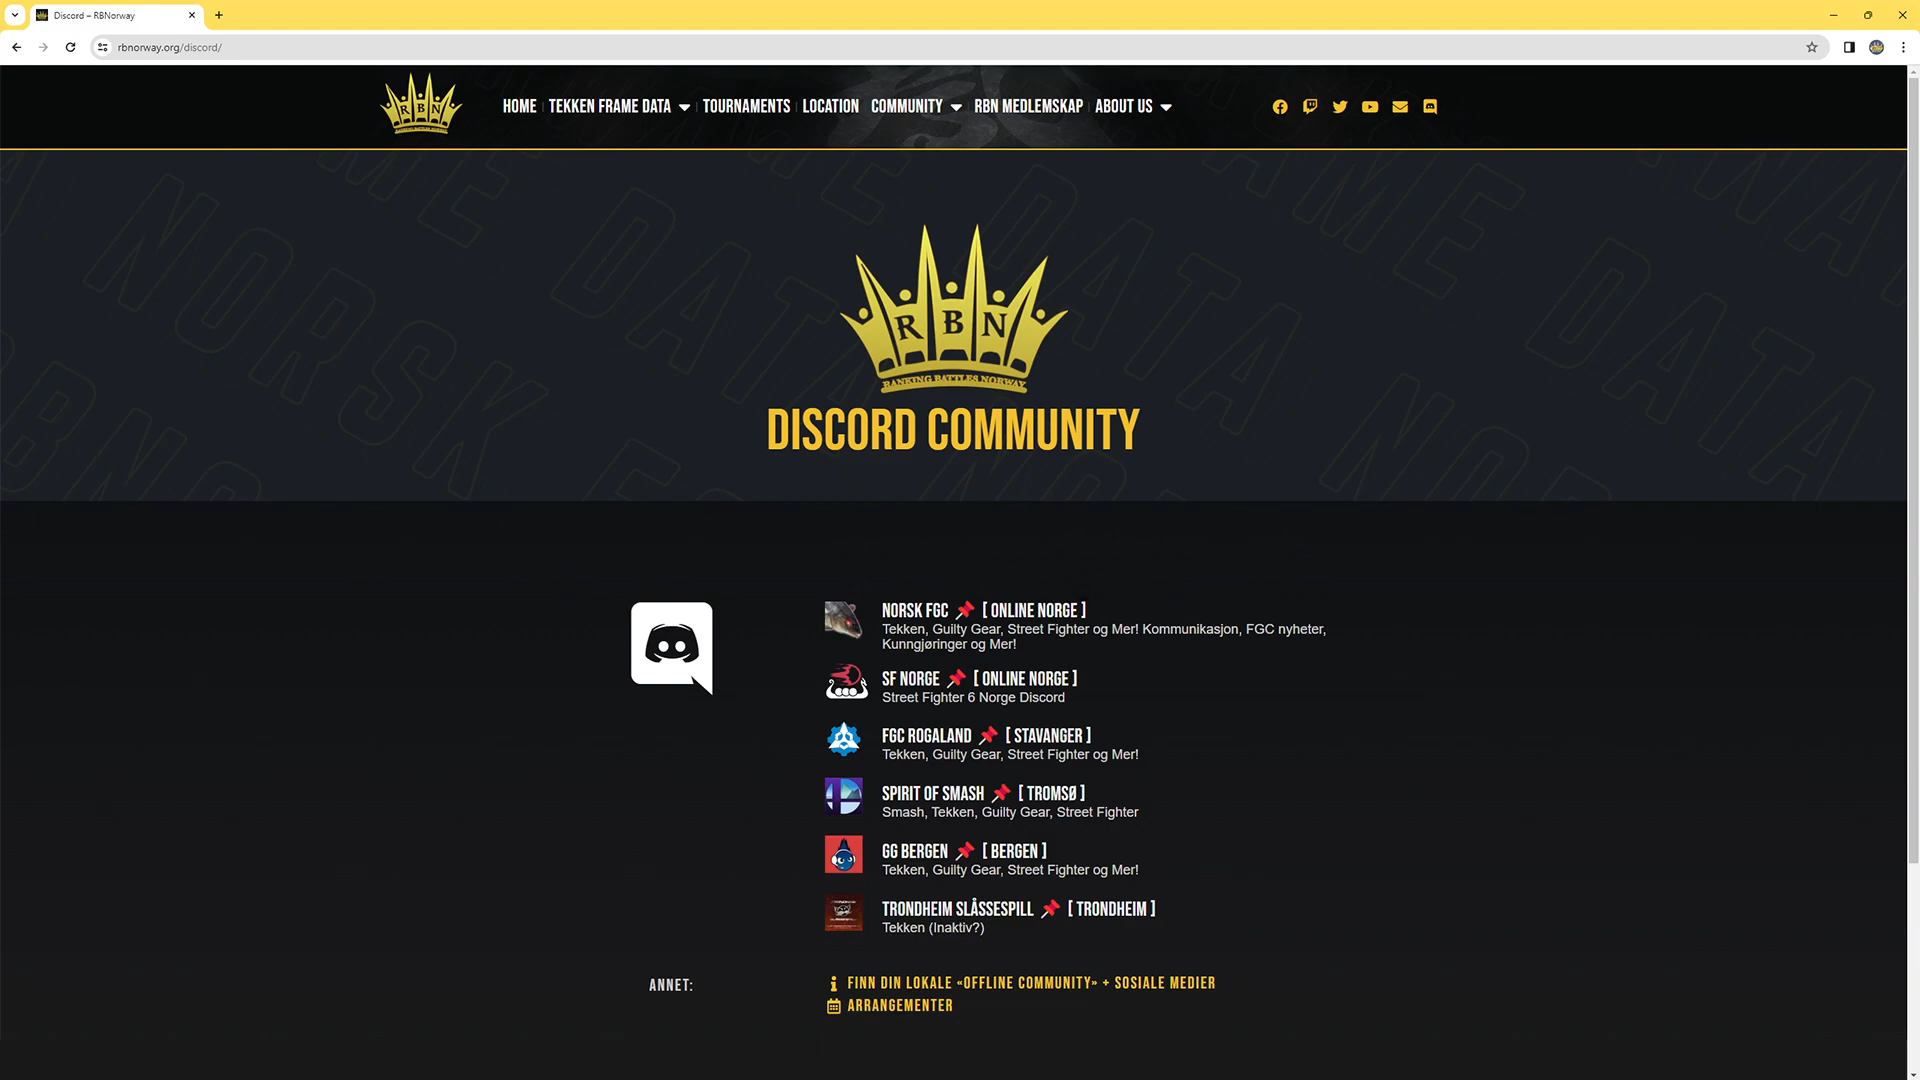 Discord – RBNorway
rbnorway.org/discord/
RBN
RANKING BATTLES NORWAY
HOME
TEKKEN FRAME DATA
TOURNAMENTS
LOCATION
COMMUNITY
RBN MEDLEMSKAP
ABOUT US
RBN
RANKING BATTLES NORWAY
DISCORD COMMUNITY
NORSK FGC 📌 [ ONLINE NORGE ]
Tekken, Guilty Gear, Street Fighter og Mer! Kommunikasjon, FGC nyheter,
Kunngjøringer og Mer!
SF NORGE 📌 [ ONLINE NORGE ]
Street Fighter 6 Norge Discord
FGC ROGALAND 📌 [ STAVANGER ]
Tekken, Guilty Gear, Street Fighter og Mer!
SPIRIT OF SMASH 📌 [ TROMSØ ]
Smash, Tekken, Guilty Gear, Street Fighter
GG BERGEN 📌 [ BERGEN ]
Tekken, Guilty Gear, Street Fighter og Mer!
TRONDHEIM SLÅSSESPILL 📌 [ TRONDHEIM ]
Tekken (Inaktiv?)
ANNET:
FINN DIN LOKALE «OFFLINE COMMUNITY» + SOSIALE MEDIER
ARRANGEMENTER